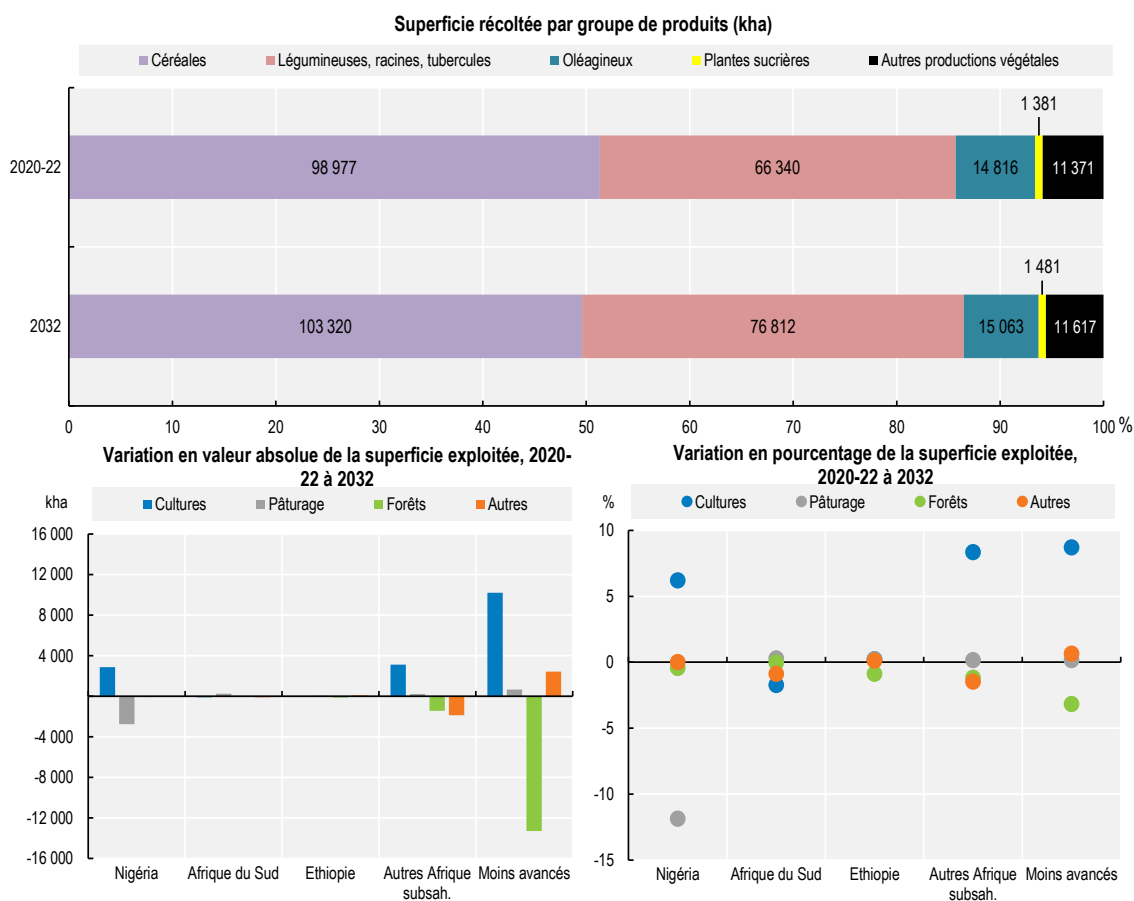 Superficie récoltée par groupe de produits (kha)
Céréales Légumineuses, racines, tubercules Oléagineux Plantes sucrières Autres productions végétales
1 381
2020-22 98 977 66 340 14 816 11 371
1 481
2032 103 320 76 812 15 063 11 617
0 10 20 30 40 50 60 70 80 90 100 %
Variation en valeur absolue de la superficie exploitée, 2020-
22 à 2032
kha
Cultures Pâturage Forêts Autres
16 000
12 000
8 000
4 000
0
-4 000
-8 000
-12 000
-16 000
Nigéria Afrique du Sud Ethiopie Autres Afrique Moins avancés
subsah.
Variation en pourcentage de la superficie exploitée,
2020-22 à 2032
%
Cultures Pâturage Forêts Autres
10
5
0
-5
-10
-15
Nigéria Afrique du Sud Ethiopie Autres Afrique Moins avancés
subsah.